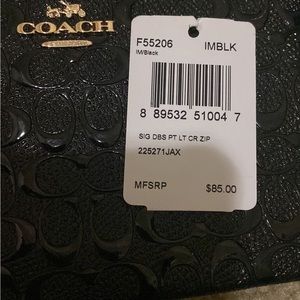 COACH
F55206 IMBLK
IM/Black
8 89532 51004 7
SIG DBS PT LT CR ZIP
225271JAX
MFSRP $85.00